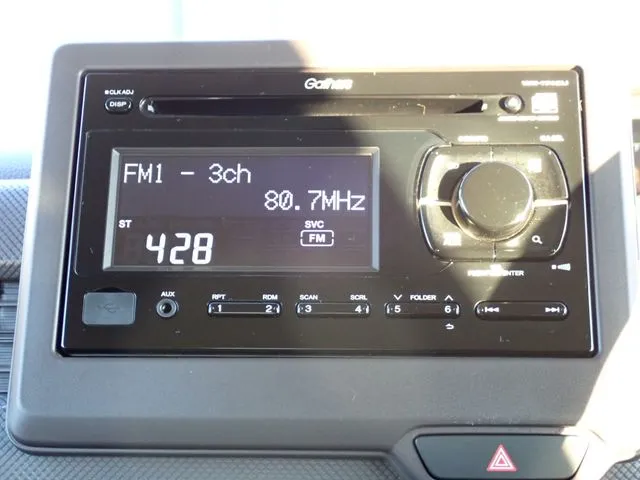 CLK ADJ
DISP
Gathers
FM1 - 3ch
80.7MHz
ST
SVC
428
FM
AUX
RPT RDM SCAN SCRL FOLDER
1 2 3 4 5 6